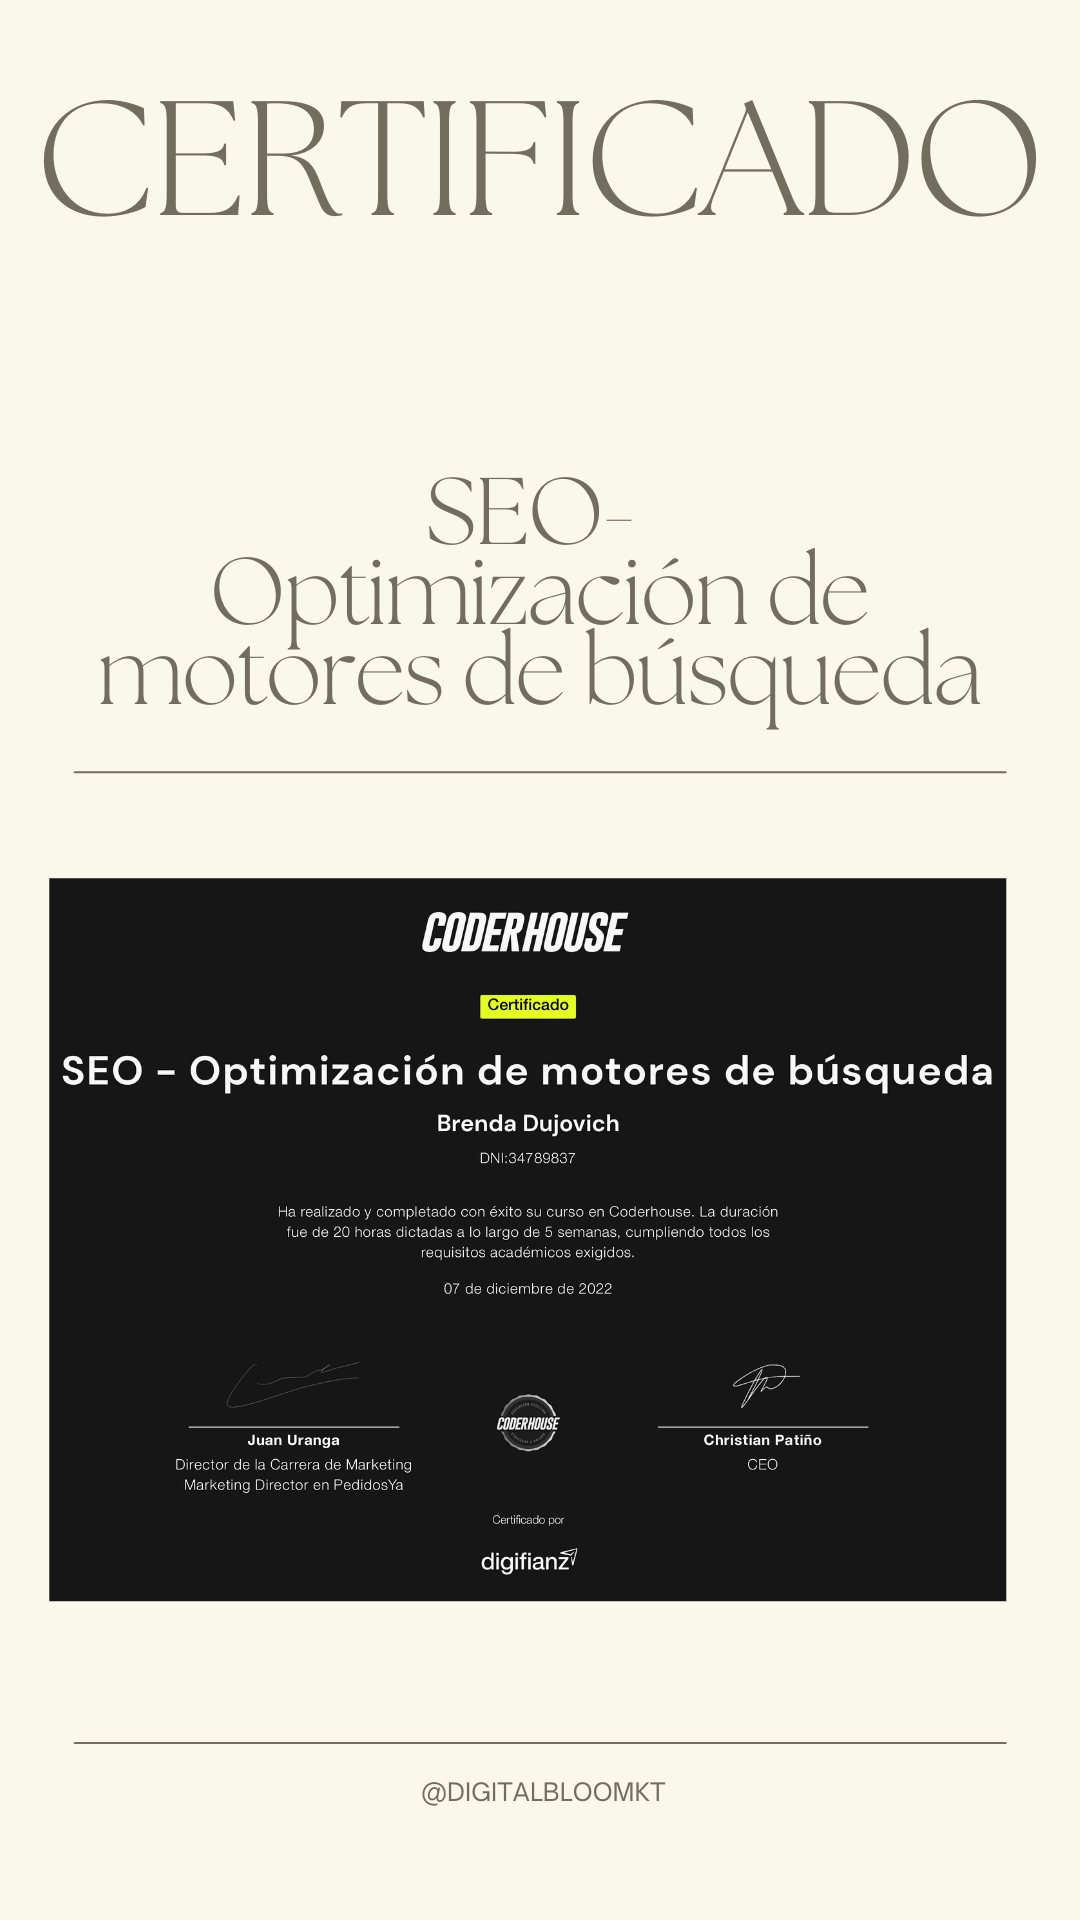 CERTIFICADO
SEO-
Optimización de
motores de búsqueda
CODERHOUSE
Certificado
SEO - Optimización de motores de búsqueda
Brenda Dujovich
DNI:34789837
Ha realizado y completado con éxito su curso en Coderhouse. La duración
fue de 20 horas dictadas a lo largo de 5 semanas, cumpliendo todos los
requisitos académicos exigidos.
07 de diciembre de 2022
CODERHOUSE
Juan Uranga
Director de la Carrera de Marketing
Marketing Director en PedidosYa
Christian Patiño
CEO
Certificado por
digifianz
@DIGITALBLOOMKT